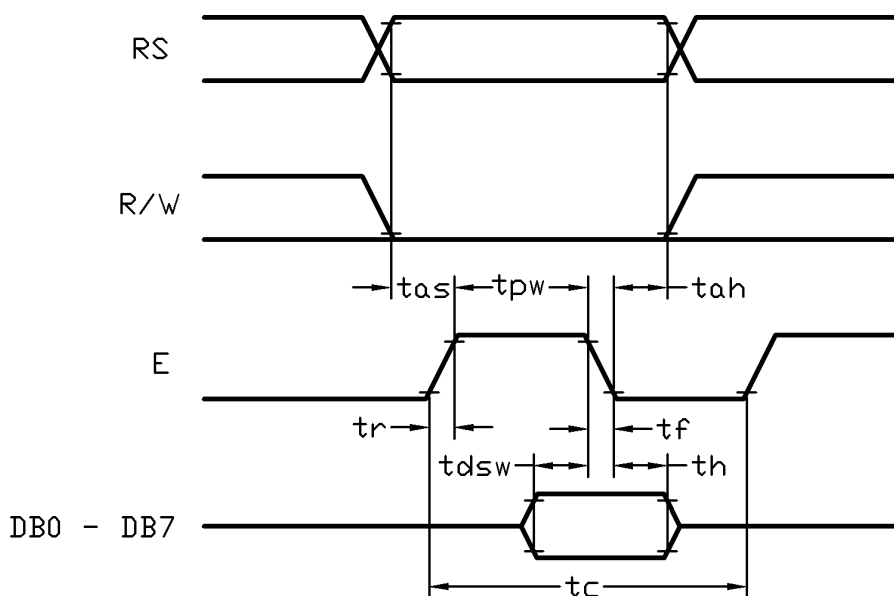 RS
R/W
tas tpw tah
E
tr tf
tdsw th
DB0 - DB7
tc